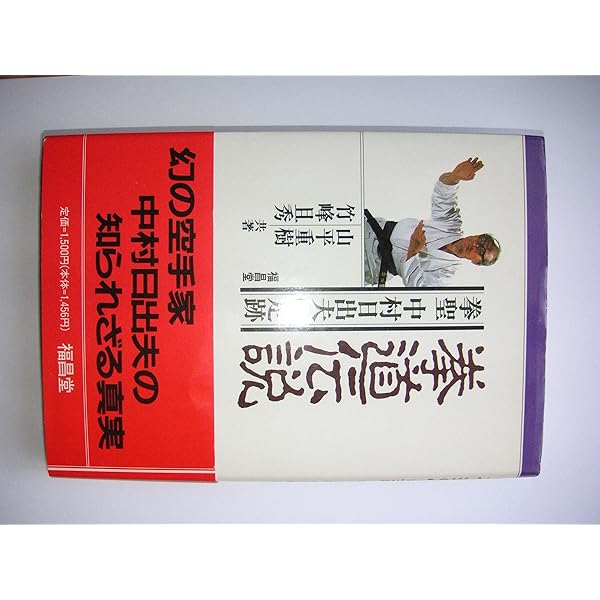 拳道伝説
拳聖 中村日出夫の足跡
山平重樹
竹峰且秀
共著
福昌堂
幻の空手家
中村日出夫の
知られざる真実
定価=1,500円(本体=1,456円) 福昌堂